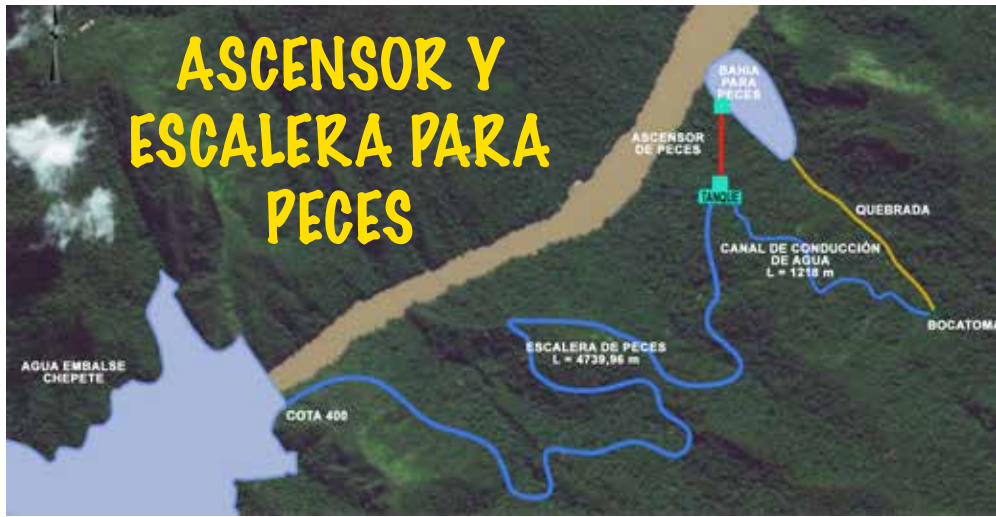 ASCENSOR Y
ESCALERA PARA
PECES
BAHIA
PARA
PECES
ASCENSOR
DE PECES
TANQUE
QUEBRADA
CANAL DE CONDUCCIÓN
DE AGUA
L = 1218 m
BOCATOMA
ESCALERA DE PECES
L = 4739,96 m
AGUA EMBALSE
CHEPETE
COTA 400